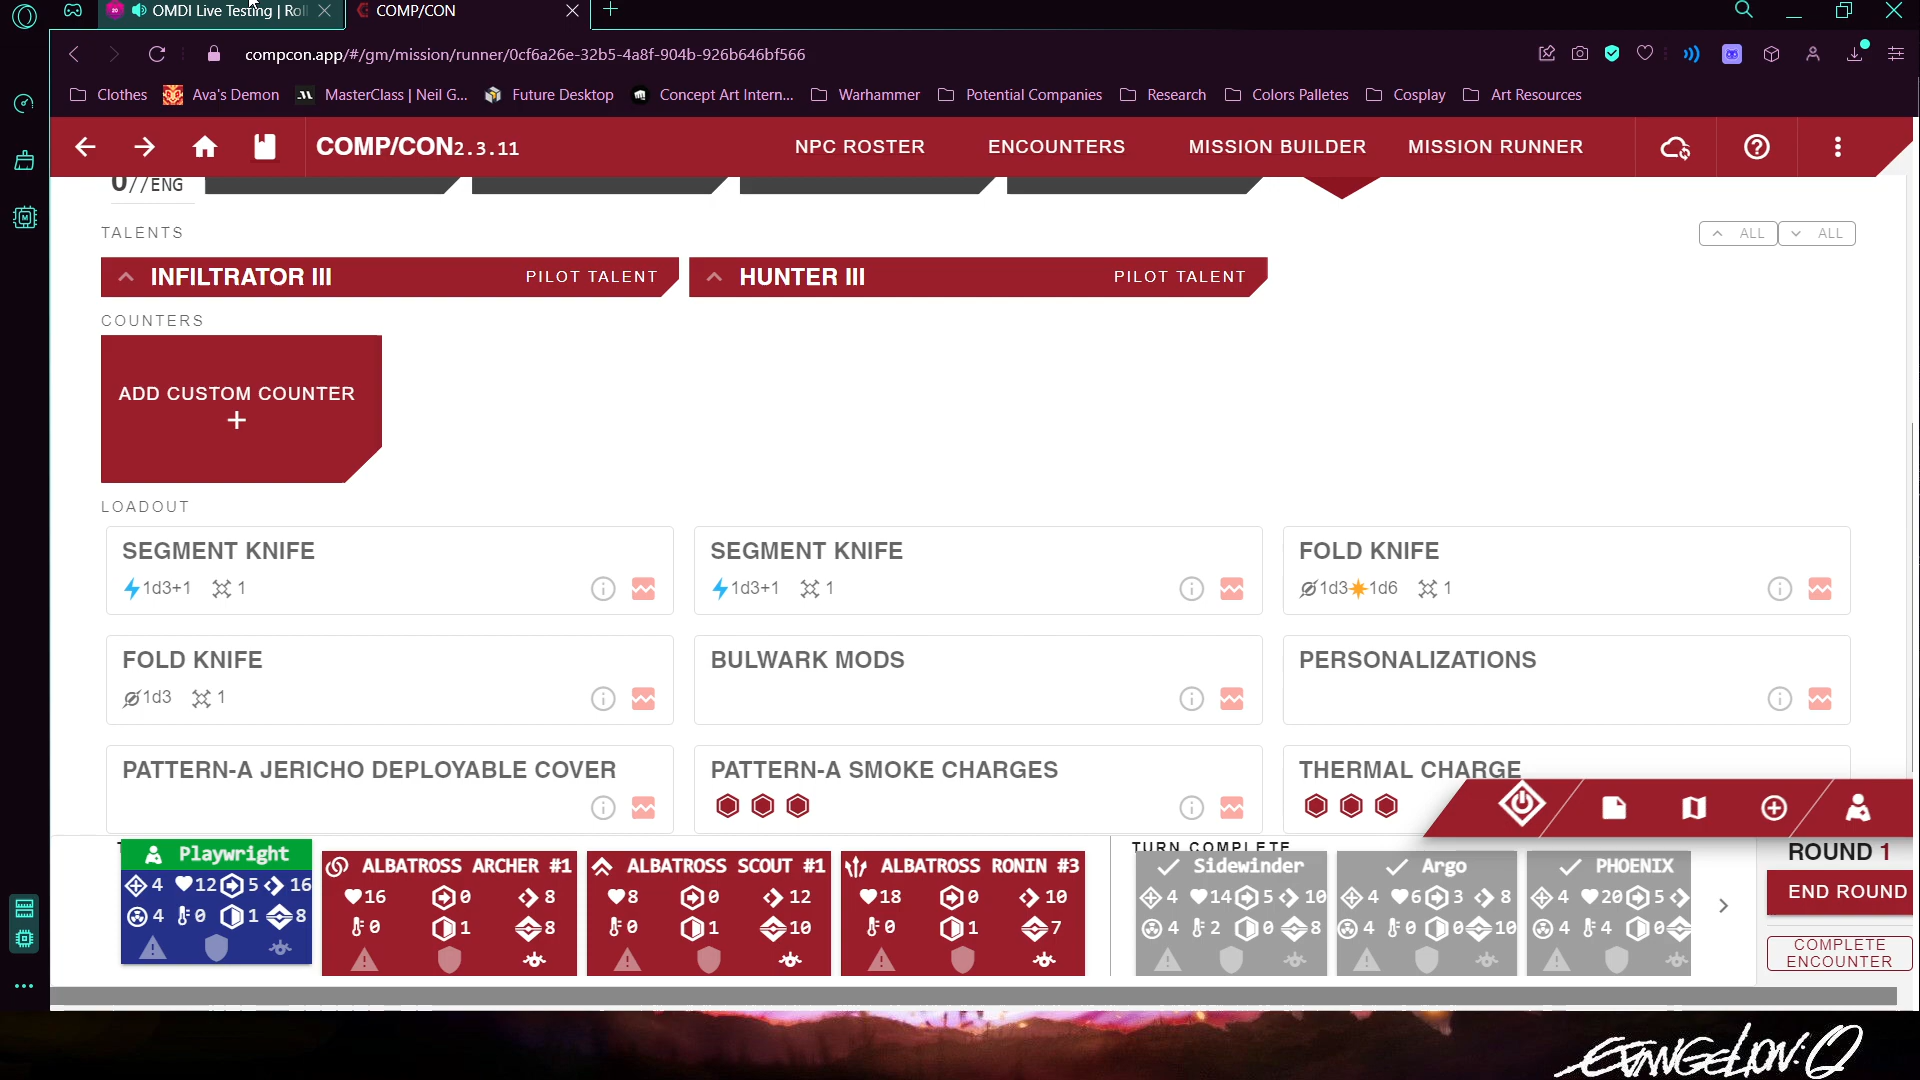 OMDI Live Testing | Roll
COMP/CON
compcon.app/#/gm/mission/runner/0cf6a26e-32b5-4a8f-904b-926b646bf566
Clothes Ava's Demon MasterClass | Neil G... Future Desktop Concept Art Intern... Warhammer Potential Companies Research Colors Palletes Cosplay Art Resources
COMP/CON 2.3.11 NPC ROSTER ENCOUNTERS MISSION BUILDER MISSION RUNNER
0//ENG
TALENTS ALL ALL
INFILTRATOR III PILOT TALENT HUNTER III PILOT TALENT
COUNTERS
ADD CUSTOM COUNTER
+
LOADOUT
SEGMENT KNIFE SEGMENT KNIFE FOLD KNIFE
1d3+1 1 1d3+1 1 1d3 1d6 1
FOLD KNIFE BULWARK MODS PERSONALIZATIONS
1d3 1
PATTERN-A JERICHO DEPLOYABLE COVER PATTERN-A SMOKE CHARGES THERMAL CHARGE
TURN COMPLETE
Playwright
4 12 5 16
4 0 1 8
ALBATROSS ARCHER #1
16 0 8
0 1 8
ALBATROSS SCOUT #1
8 0 12
0 1 10
ALBATROSS RONIN #3
18 0 10
0 1 7
Sidewinder
4 14 5 10
4 2 0 8
Argo
4 6 3 8
4 0 0 10
PHOENIX
4 20 5
4 4 0
ROUND 1
END ROUND
COMPLETE
ENCOUNTER
EVANGELION:Q